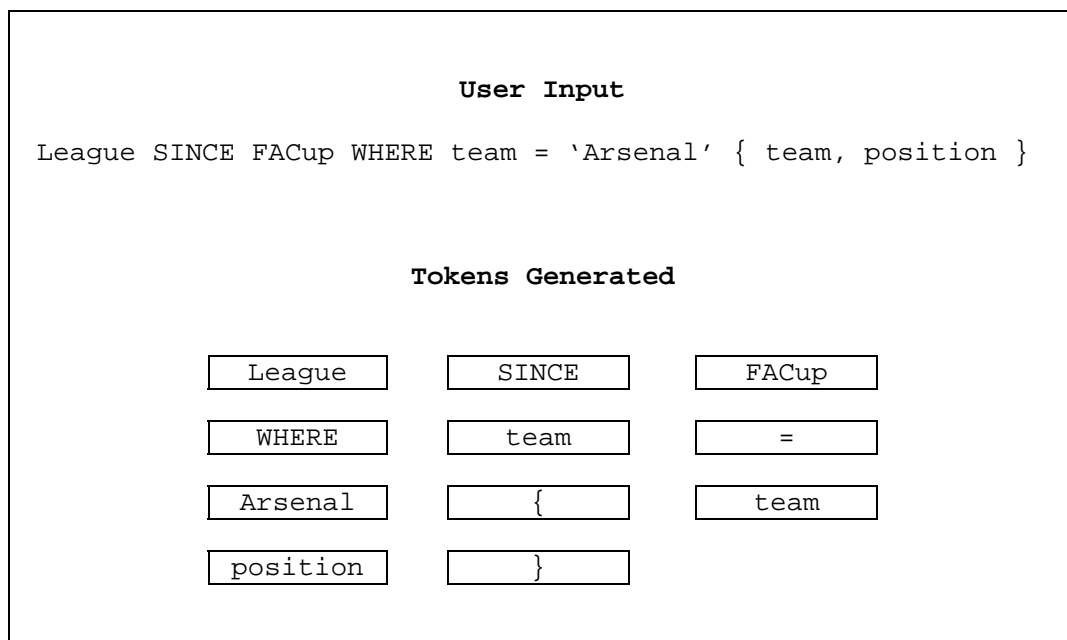 User Input
League SINCE FACup WHERE team = ‘Arsenal’ { team, position }
Tokens Generated
League SINCE FACup
WHERE team =
Arsenal { team
position }